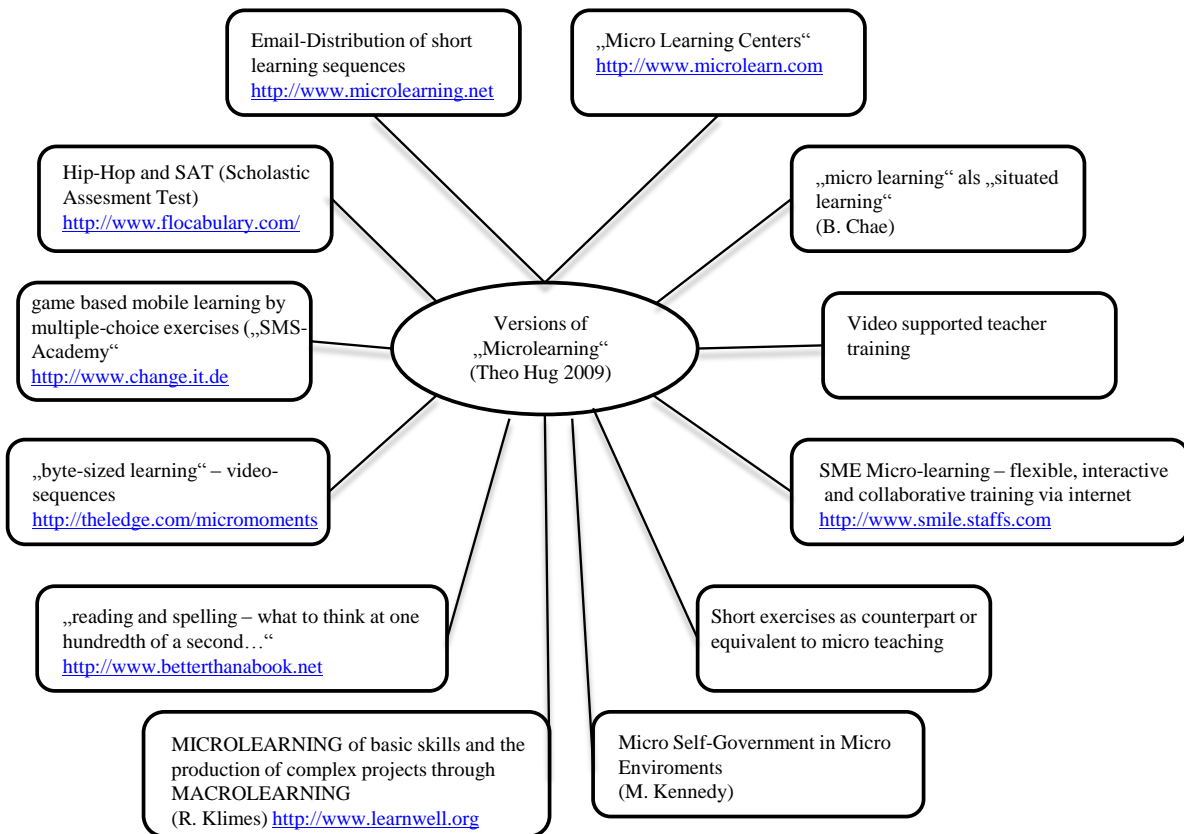 Email-Distribution of short
learning sequences
http://www.microlearning.net
„Micro Learning Centers“
http://www.microlearn.com
Hip-Hop and SAT (Scholastic
Assesment Test)
http://www.flocabulary.com/
„micro learning“ als „situated
learning“
(B. Chae)
game based mobile learning by
multiple-choice exercises („SMS-
Academy“
http://www.change.it.de
Versions of
„Microlearning“
(Theo Hug 2009)
Video supported teacher
training
„byte-sized learning“ – video-
sequences
http://theledge.com/micromoments
SME Micro-learning – flexible, interactive
and collaborative training via internet
http://www.smile.staffs.com
„reading and spelling – what to think at one
hundredth of a second…“
http://www.betterthanabook.net
Short exercises as counterpart or
equivalent to micro teaching
MICROLEARNING of basic skills and the
production of complex projects through
MACROLEARNING
(R. Klimes) http://www.learnwell.org
Micro Self-Government in Micro
Enviroments
(M. Kennedy)